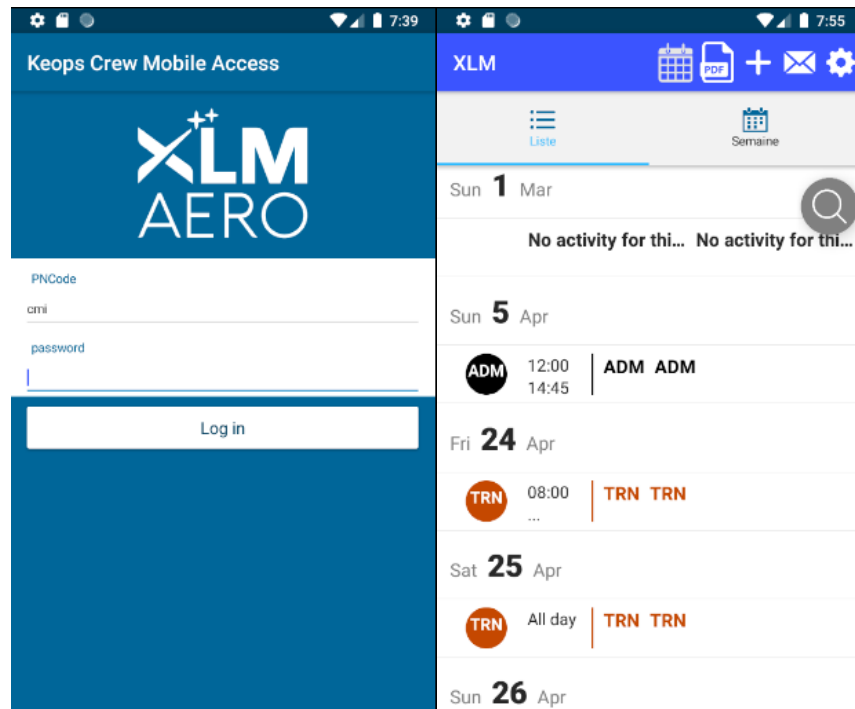 7:39
Keops Crew Mobile Access
XLM
AERO
PNCode
cmi
password
Log in
7:55
XLM
PDF
Liste
Semaine
Sun 1 Mar
No activity for thi... No activity for thi...
Sun 5 Apr
ADM 12:00 ADM ADM
14:45
Fri 24 Apr
TRN 08:00 TRN TRN
...
Sat 25 Apr
TRN All day TRN TRN
Sun 26 Apr